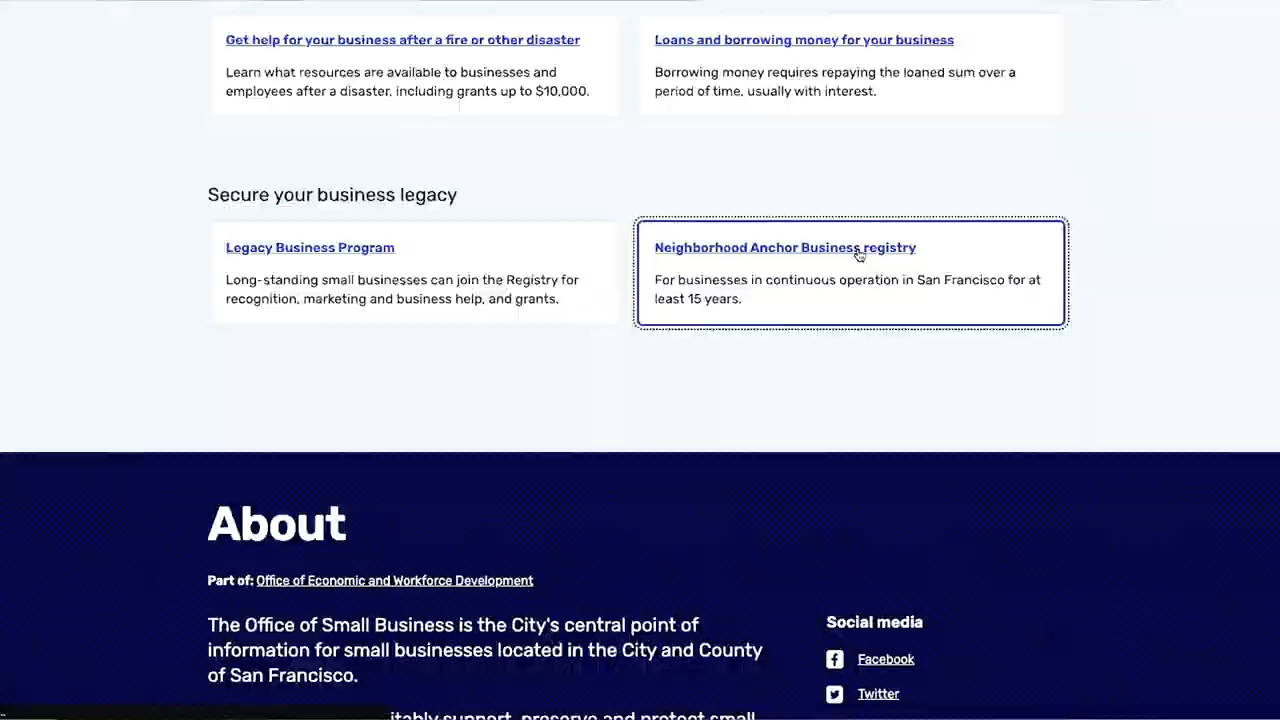 Get help for your business after a fire or other disaster
Learn what resources are available to businesses and
employees after a disaster, including grants up to $10,000.
Loans and borrowing money for your business
Borrowing money requires repaying the loaned sum over a
period of time, usually with interest.
Secure your business legacy
Legacy Business Program
Long-standing small businesses can join the Registry for
recognition, marketing and business help, and grants.
Neighborhood Anchor Business registry
For businesses in continuous operation in San Francisco for at
least 15 years.
About
Part of: Office of Economic and Workforce Development
The Office of Small Business is the City's central point of
information for small businesses located in the City and County
of San Francisco.
support, preserve and protect small
Social media
Facebook
Twitter